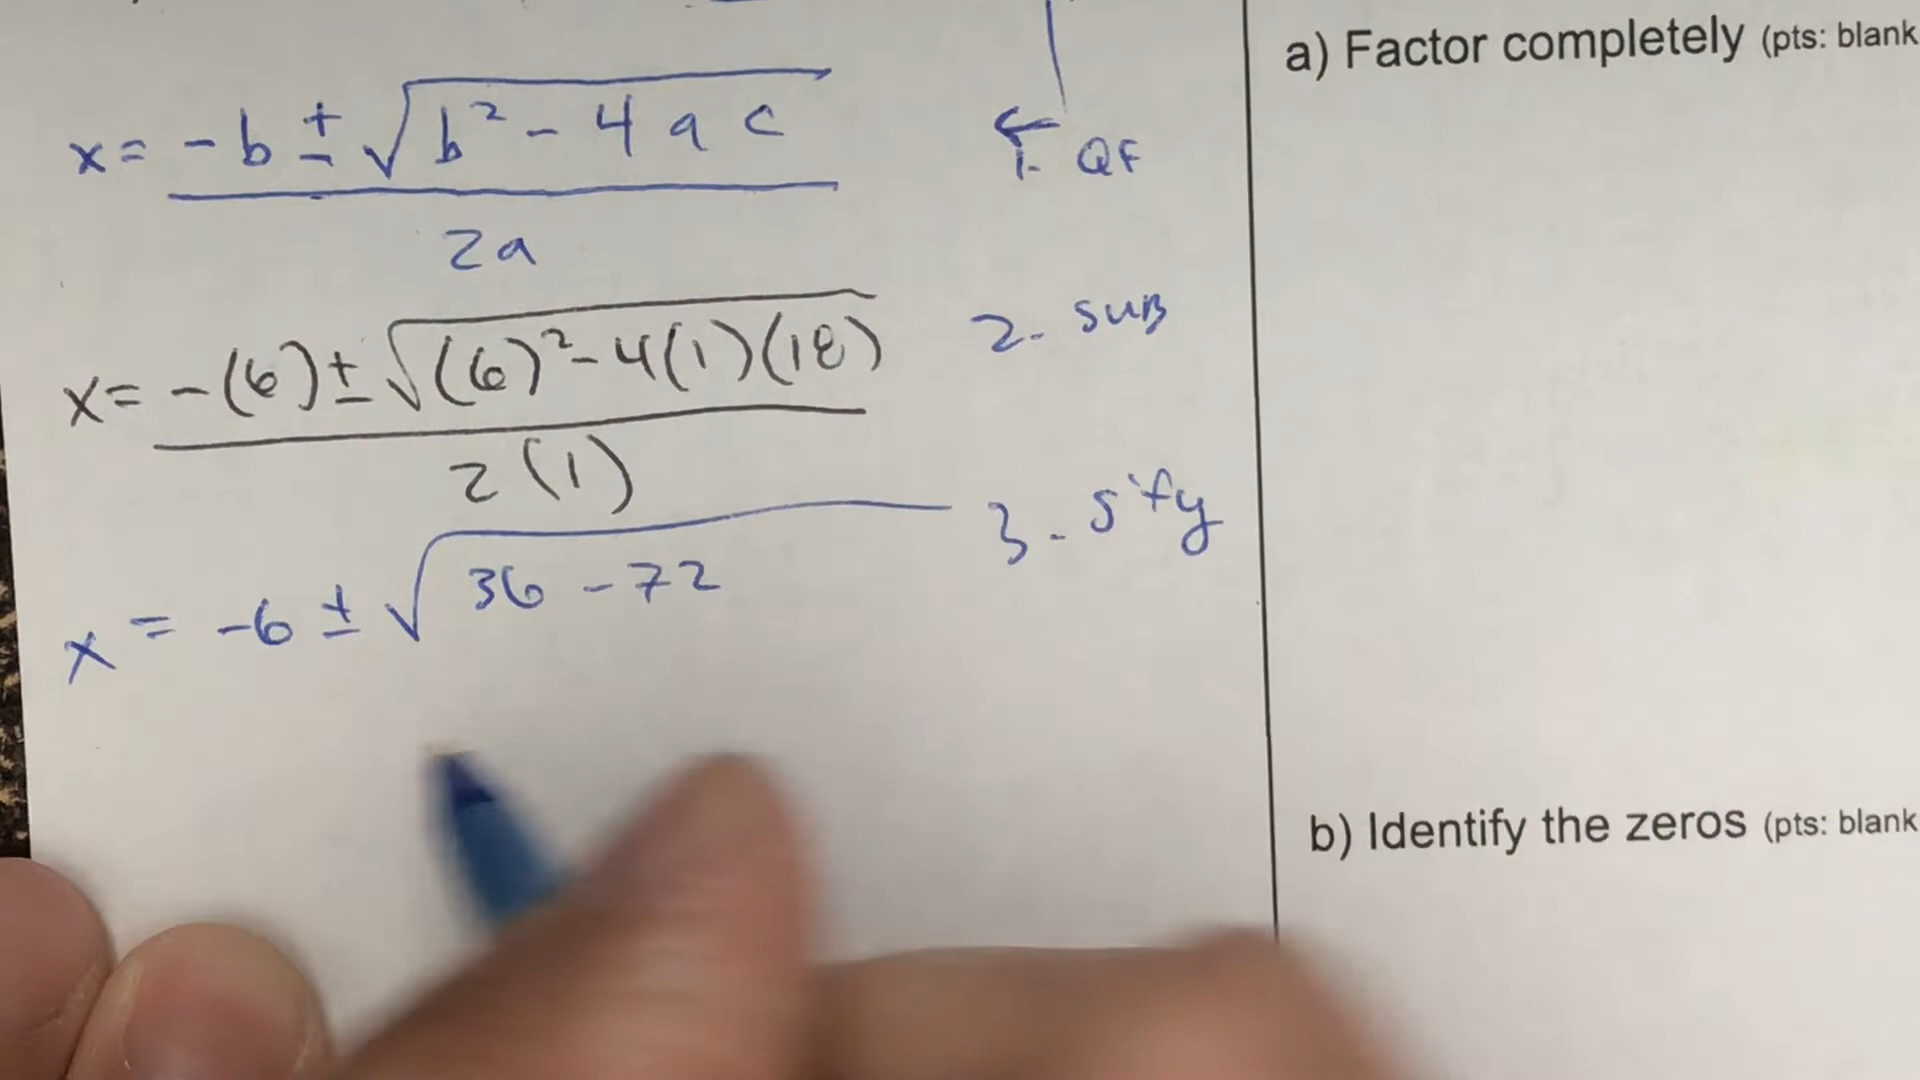 x = -b ± √b² - 4ac
2a
1. QF
x = -(6) ± √(6)² - 4(1)(18)
2(1)
2. SUB
x = -6 ± √36 - 72
3. s'fy
a) Factor completely (pts: blank
b) Identify the zeros (pts: blank